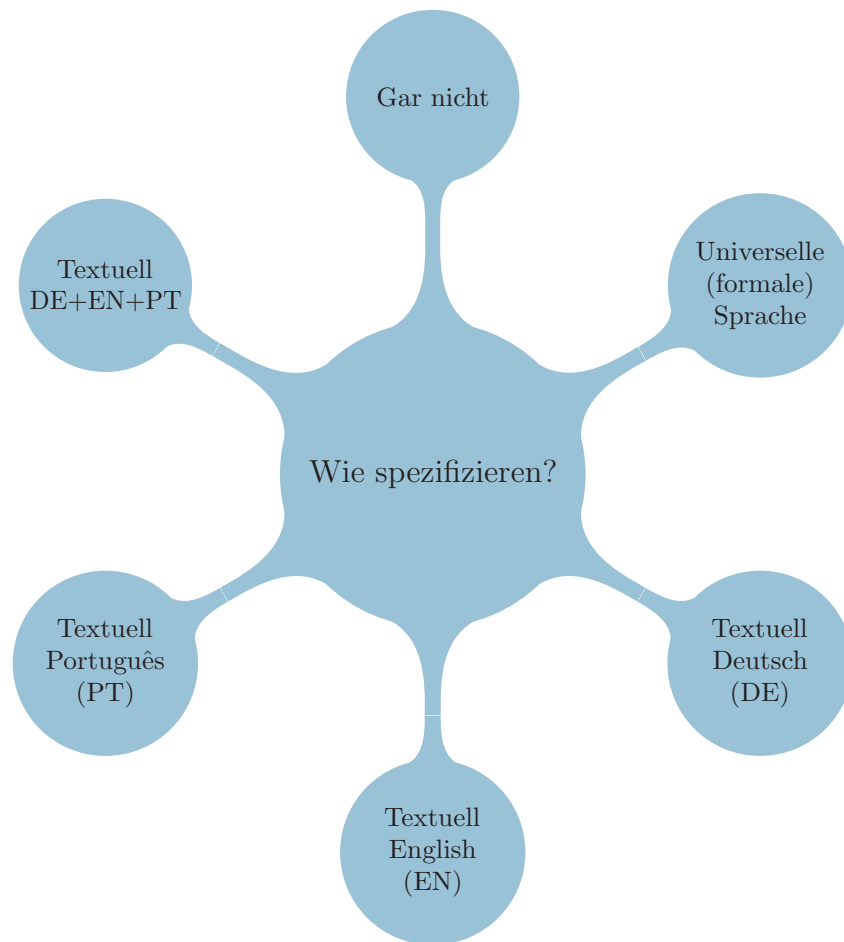 Gar nicht
Universelle
(formale)
Sprache
Textuell
DE+EN+PT
Wie spezifizieren?
Textuell
Português
(PT)
Textuell
Deutsch
(DE)
Textuell
English
(EN)